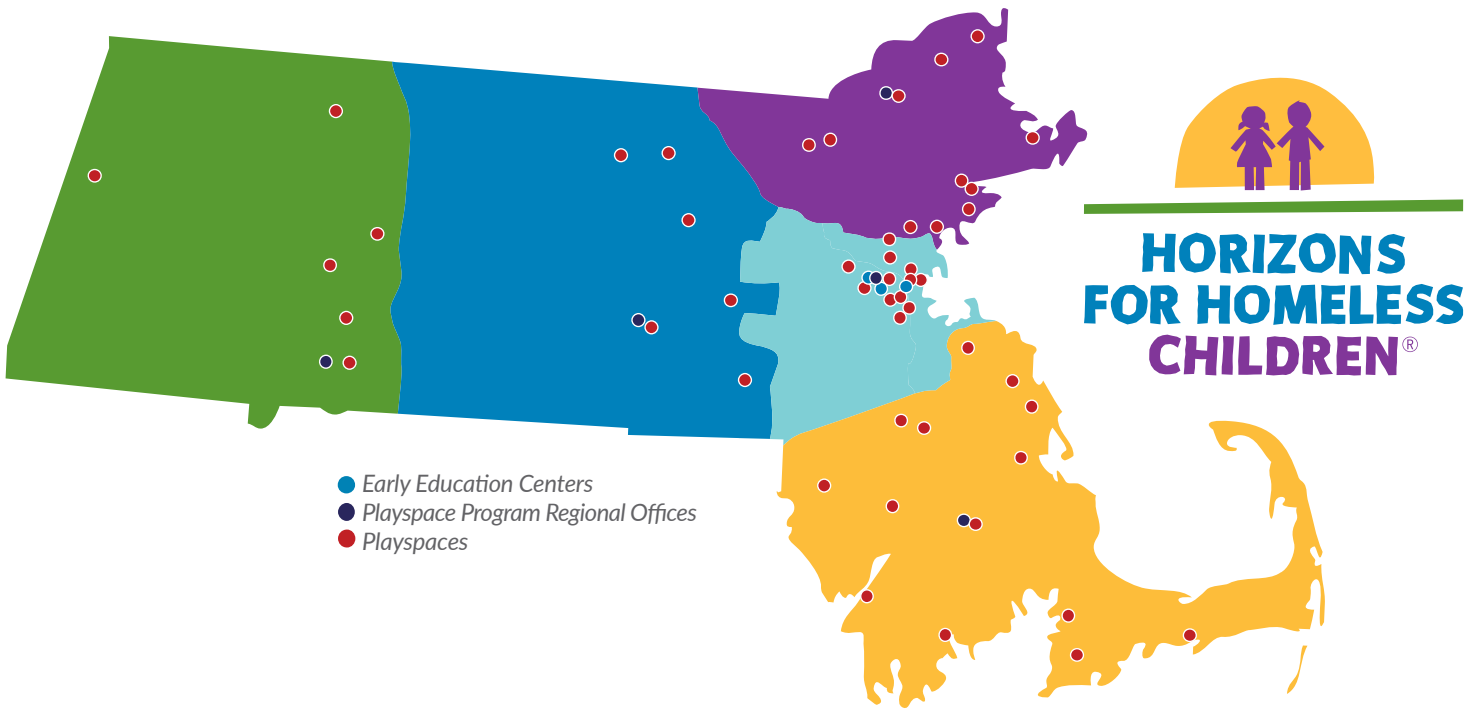 HORIZONS
FOR HOMELESS
CHILDREN®
Early Education Centers
Playspace Program Regional Offices
Playspaces